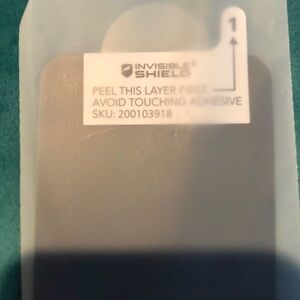 1
INVISIBLE®
SHIELD
PEEL THIS LAYER FIRST
AVOID TOUCHING ADHESIVE
SKU: 200103918